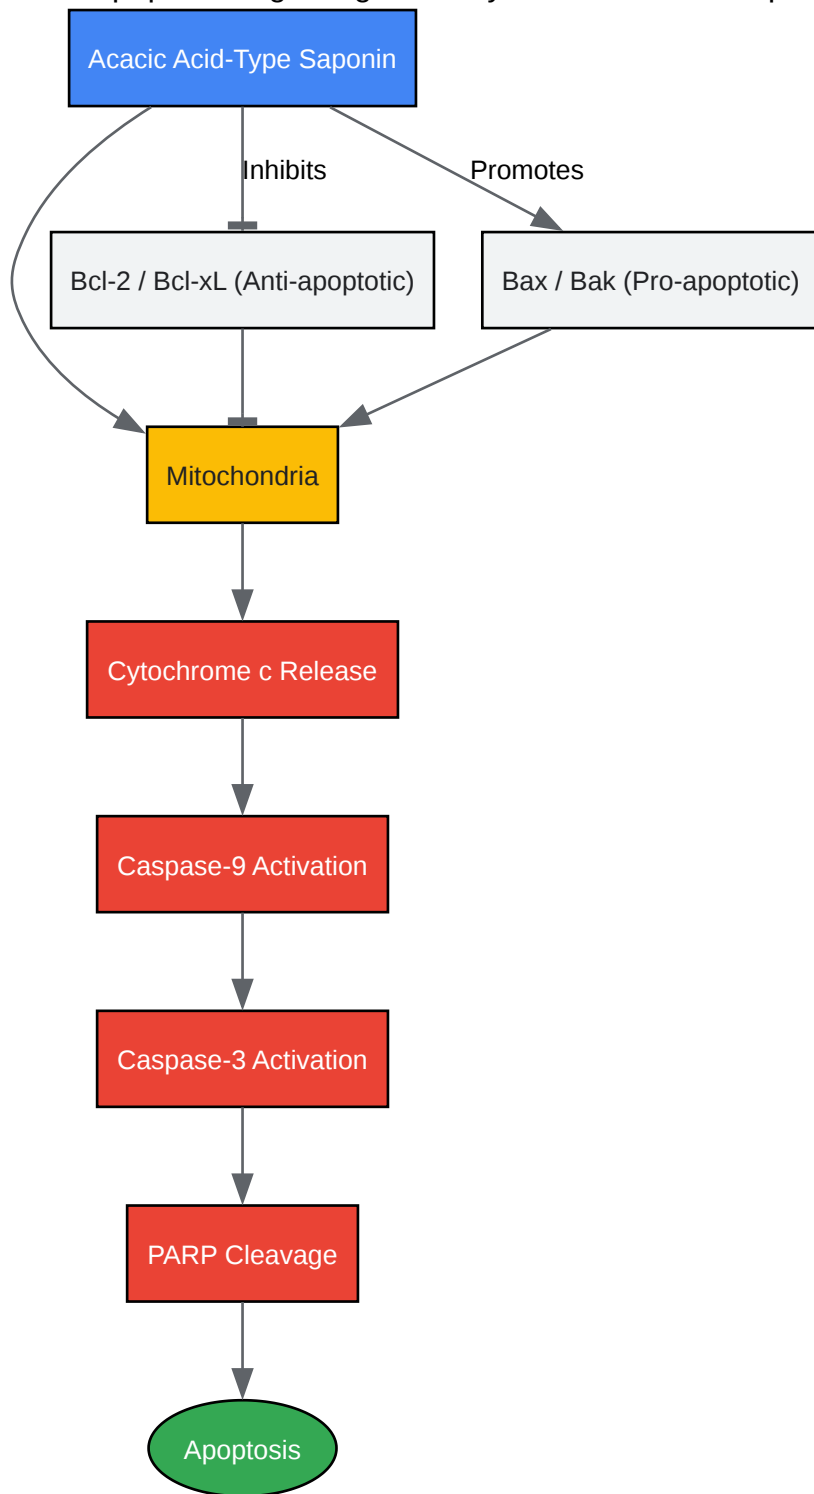 Acacic Acid-Type Saponin
Inhibits
Promotes
Bcl-2 / Bcl-xL (Anti-apoptotic)
Bax / Bak (Pro-apoptotic)
Mitochondria
Cytochrome c Release
Caspase-9 Activation
Caspase-3 Activation
PARP Cleavage
Apoptosis